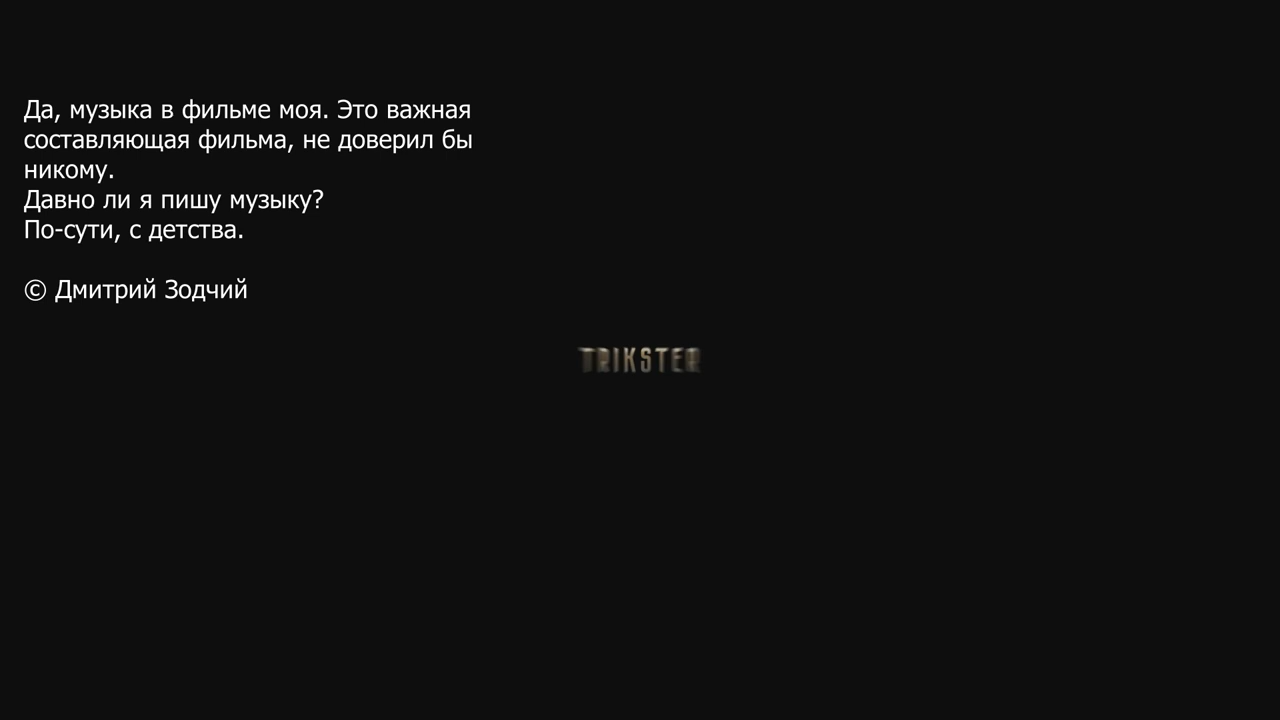 Да, музыка в фильме моя. Это важная
составляющая фильма, не доверил бы
никому.
Давно ли я пишу музыку?
По-сути, с детства.
© Дмитрий Зодчий
TRIKSTER